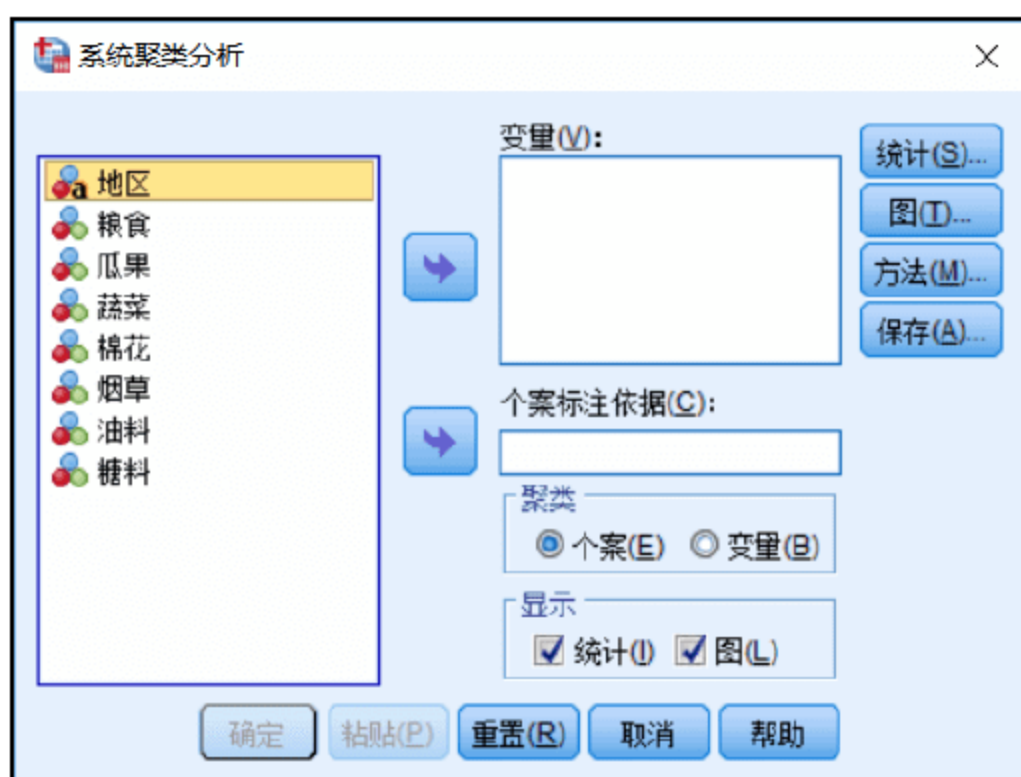 系统聚类分析
地区
粮食
瓜果
蔬菜
棉花
烟草
油料
糖料
变量(V):
统计(S)...
图(T)...
方法(M)...
保存(A)...
个案标注依据(C):
聚类
个案(E) 变量(B)
显示
统计(I) 图(L)
确定 粘贴(P) 重置(R) 取消 帮助